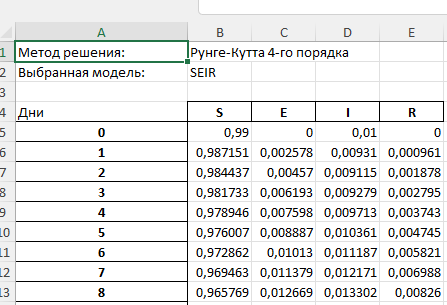 A B C D E
1 Метод решения: Рунге-Кутта 4-го порядка
2 Выбранная модель: SEIR
3
4 Дни S E I R
5 0 0,99 0 0,01 0
6 1 0,987151 0,002578 0,00931 0,000961
7 2 0,984437 0,00457 0,009115 0,001878
8 3 0,981733 0,006193 0,009279 0,002795
9 4 0,978946 0,007598 0,009713 0,003743
10 5 0,976007 0,008887 0,010361 0,004745
11 6 0,972862 0,01013 0,011187 0,005821
12 7 0,969463 0,011379 0,012171 0,006988
13 8 0,965769 0,012669 0,013302 0,00826